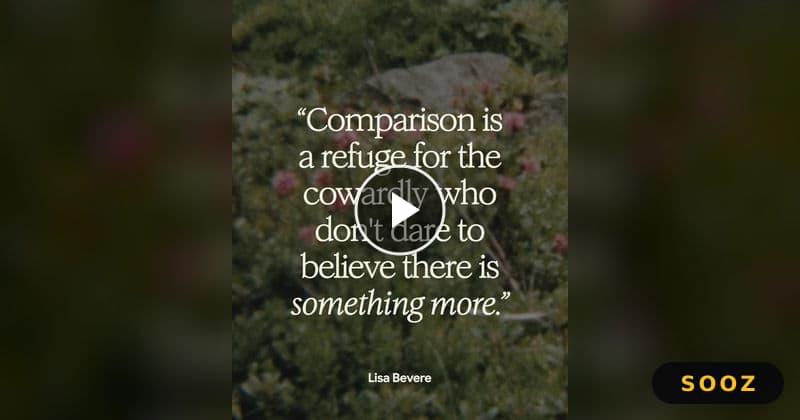 “Comparison is
a refuge for the
cowardly who
don't dare to
believe there is
something more.”
Lisa Bevere
SOOZ